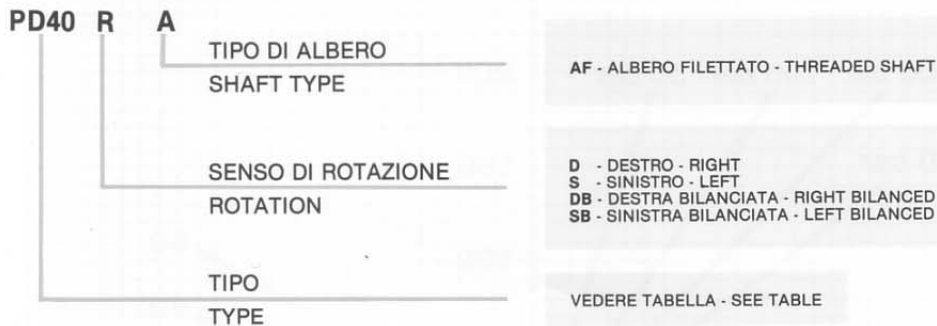 PD40 R A
TIPO DI ALBERO
SHAFT TYPE
AF - ALBERO FILETTATO - THREADED SHAFT
SENSO DI ROTAZIONE
ROTATION
D - DESTRO - RIGHT
S - SINISTRO - LEFT
DB - DESTRA BILANCIATA - RIGHT BILANCED
SB - SINISTRA BILANCIATA - LEFT BILANCED
TIPO
TYPE
VEDERE TABELLA - SEE TABLE